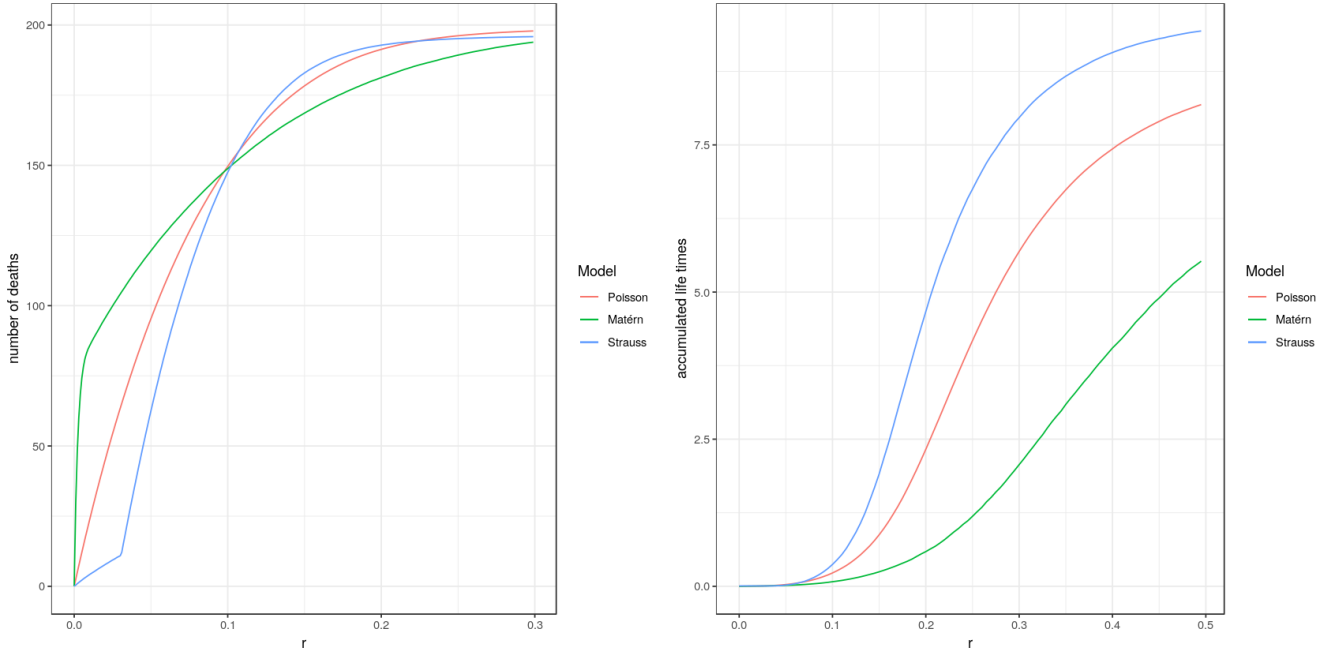 number of deaths
200
150
100
50
0
0.0 0.1 0.2 0.3
r
Model
Poisson
Matérn
Strauss
accumulated life times
7.5
5.0
2.5
0.0
0.0 0.1 0.2 0.3 0.4 0.5
r
Model
Poisson
Matérn
Strauss